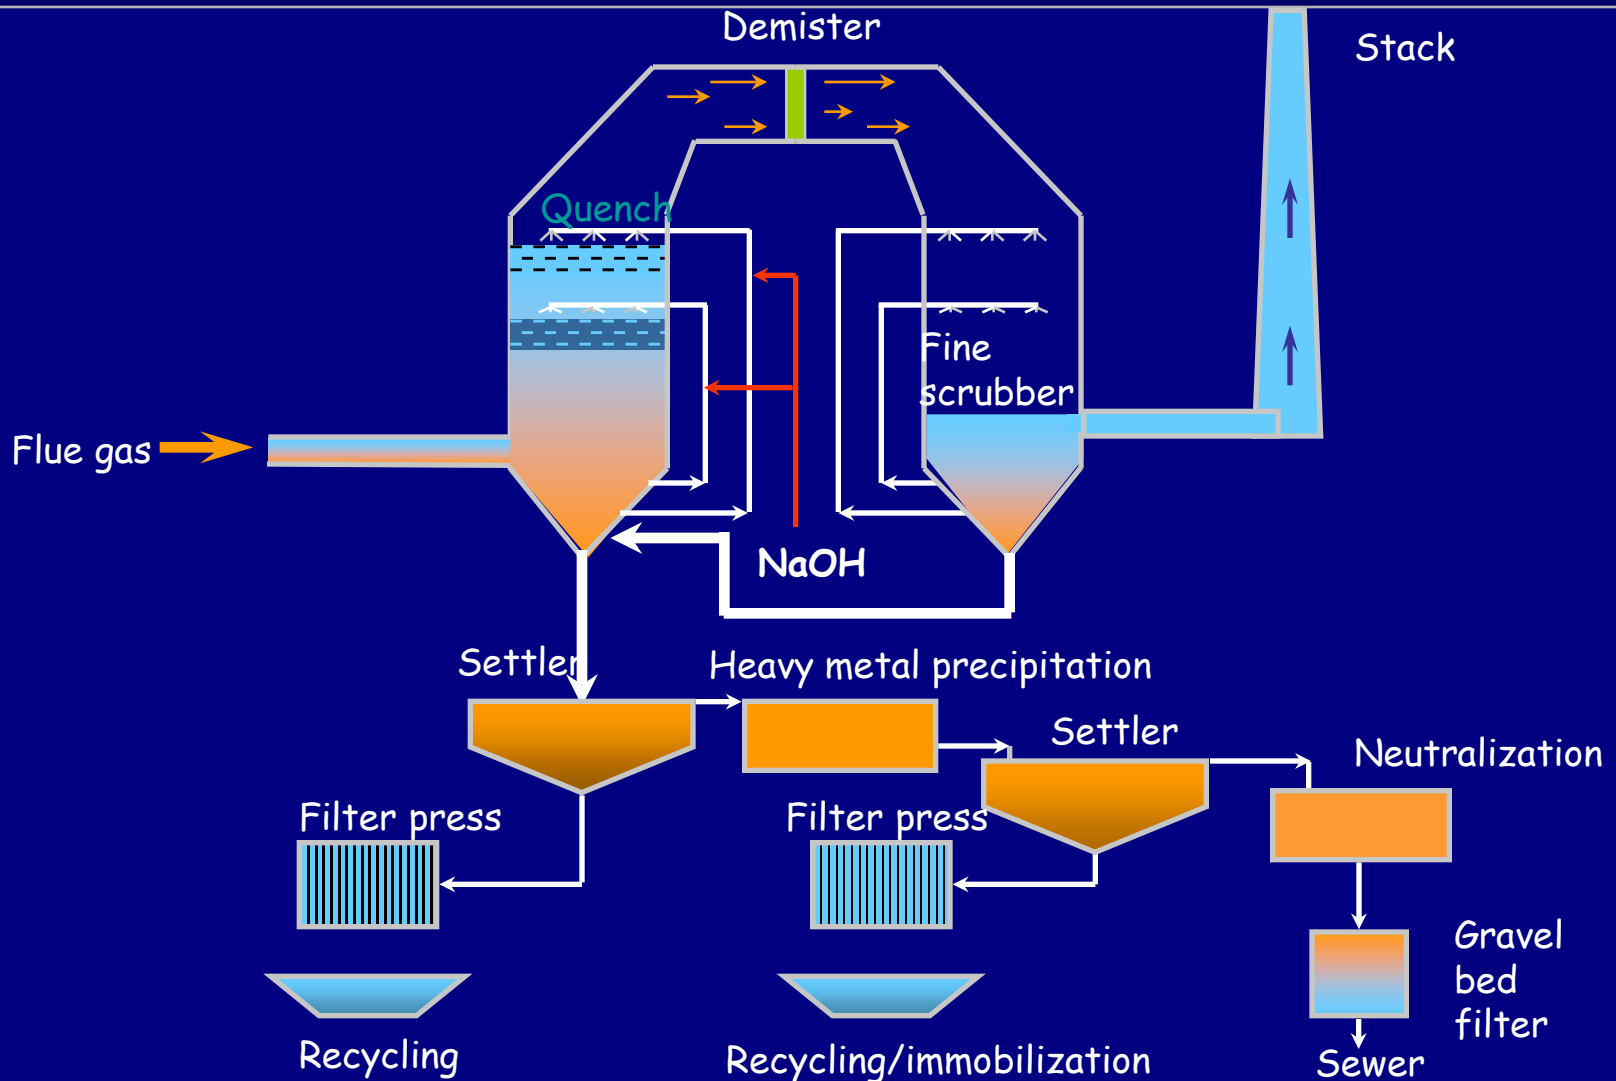 Demister
Stack
Quench
Fine
scrubber
Flue gas
NaOH
Settler
Heavy metal precipitation
Settler
Neutralization
Filter press
Filter press
Gravel
bed
filter
Recycling
Recycling/immobilization
Sewer